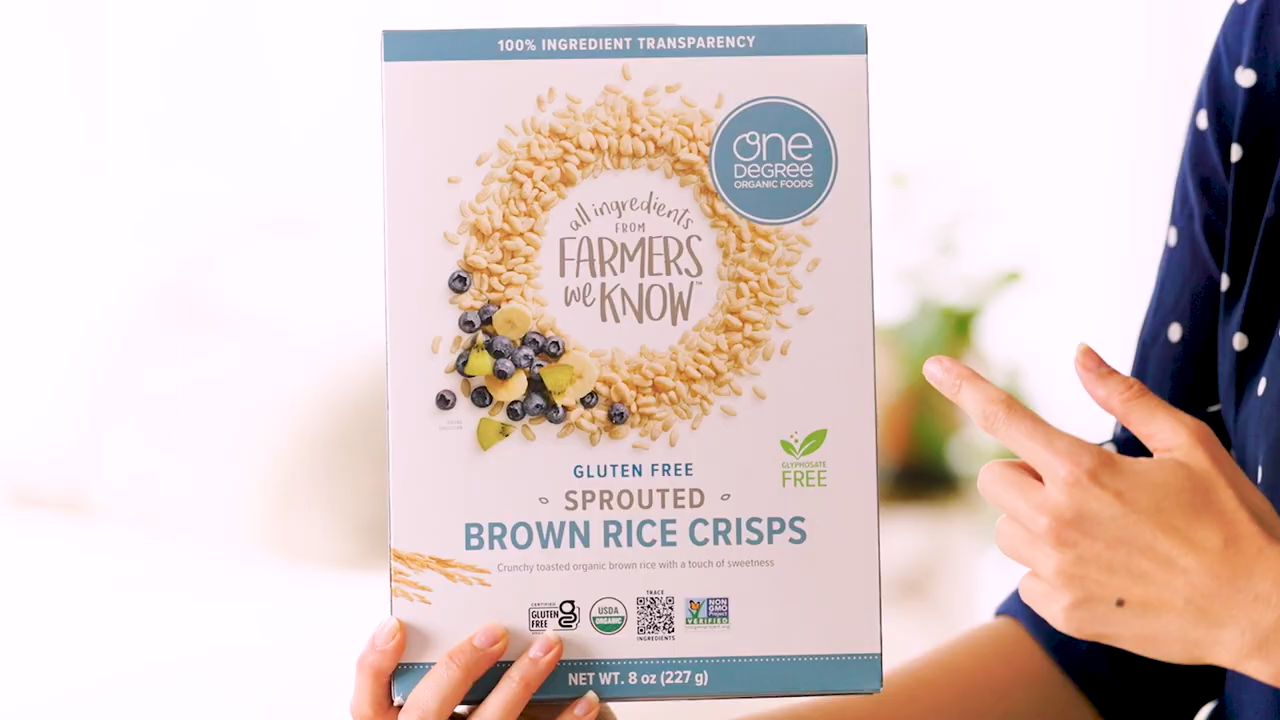 100% INGREDIENT TRANSPARENCY
one
DEGREE
ORGANIC FOODS
all ingredients
FROM
FARMERS
we KNOW™
GLYPHOSATE
FREE
GLUTEN FREE
SPROUTED
BROWN RICE CRISPS
Crunchy toasted organic brown rice with a touch of sweetness
CERTIFIED
GLUTEN
FREE
USDA
ORGANIC
TRACE
INGREDIENTS
NON
GMO
Project
VERIFIED
NET WT. 8 oz (227 g)